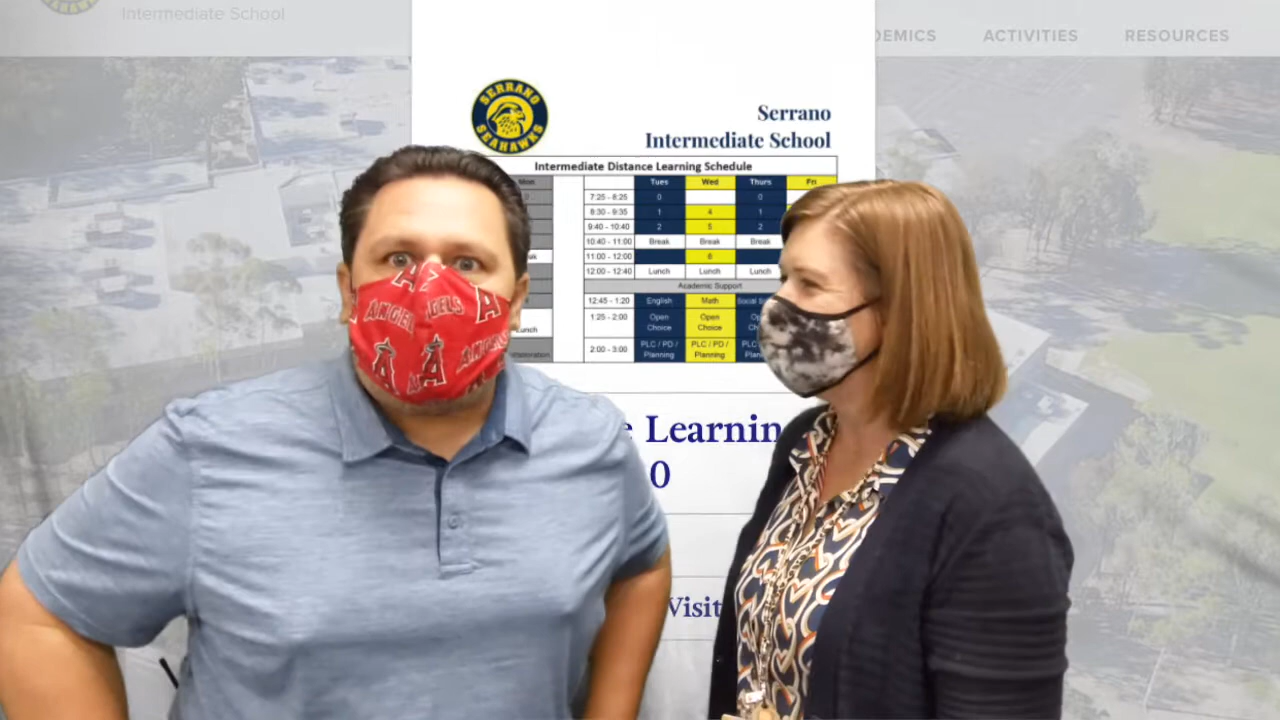 Intermediate School
DEMICS ACTIVITIES RESOURCES
SERRANO
SEAHAWKS
Serrano
Intermediate School
Intermediate Distance Learning Schedule
Mon Tues Wed Thurs Fri
7:25 - 8:25 0 0
8:30 - 9:35 1 4 1
9:40 - 10:40 2 5 2
10:40 - 11:00 Break Break Break
11:00 - 12:00 6
12:00 - 12:40 Lunch Lunch Lunch
Academic Support
12:45 - 1:20 English Math Social
1:25 - 2:00 Open Choice Open Choice
Lunch
2:00 - 3:00 PLC / PD / Planning PLC / PD / Planning
ANGELS
A
A
ANGELS
e Learnin
0
Visit